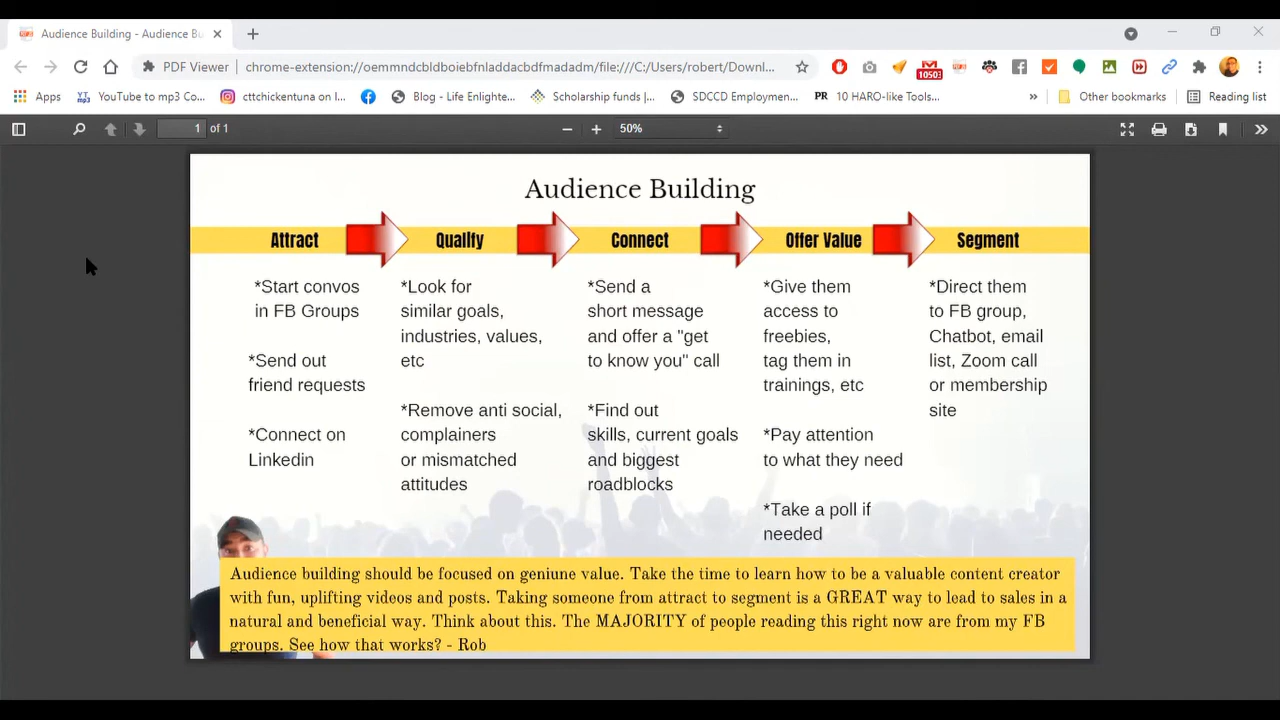 Audience Building - Audience Bu
PDF Viewer
chrome-extension://oemmndcbldboiebfnladdacbdfmadadm/file:///C:/Users/robert/Downl...
10503
Apps
YouTube to mp3 Co...
cttchickentuna on I...
Blog - Life Enlighte...
Scholarship funds |...
SDCCD Employmen...
PR 10 HARO-like Tools...
»
Other bookmarks
Reading list
1 of 1
50%
Audience Building
Attract
Qualify
Connect
Offer Value
Segment
*Start convos
in FB Groups
*Send out
friend requests
*Connect on
Linkedin
*Look for
similar goals,
industries, values,
etc
*Remove anti social,
complainers
or mismatched
attitudes
*Send a
short message
and offer a "get
to know you" call
*Find out
skills, current goals
and biggest
roadblocks
*Give them
access to
freebies,
tag them in
trainings, etc
*Pay attention
to what they need
*Take a poll if
needed
*Direct them
to FB group,
Chatbot, email
list, Zoom call
or membership
site
Audience building should be focused on geniune value. Take the time to learn how to be a valuable content creator
with fun, uplifting videos and posts. Taking someone from attract to segment is a GREAT way to lead to sales in a
natural and beneficial way. Think about this. The MAJORITY of people reading this right now are from my FB
groups. See how that works? - Rob